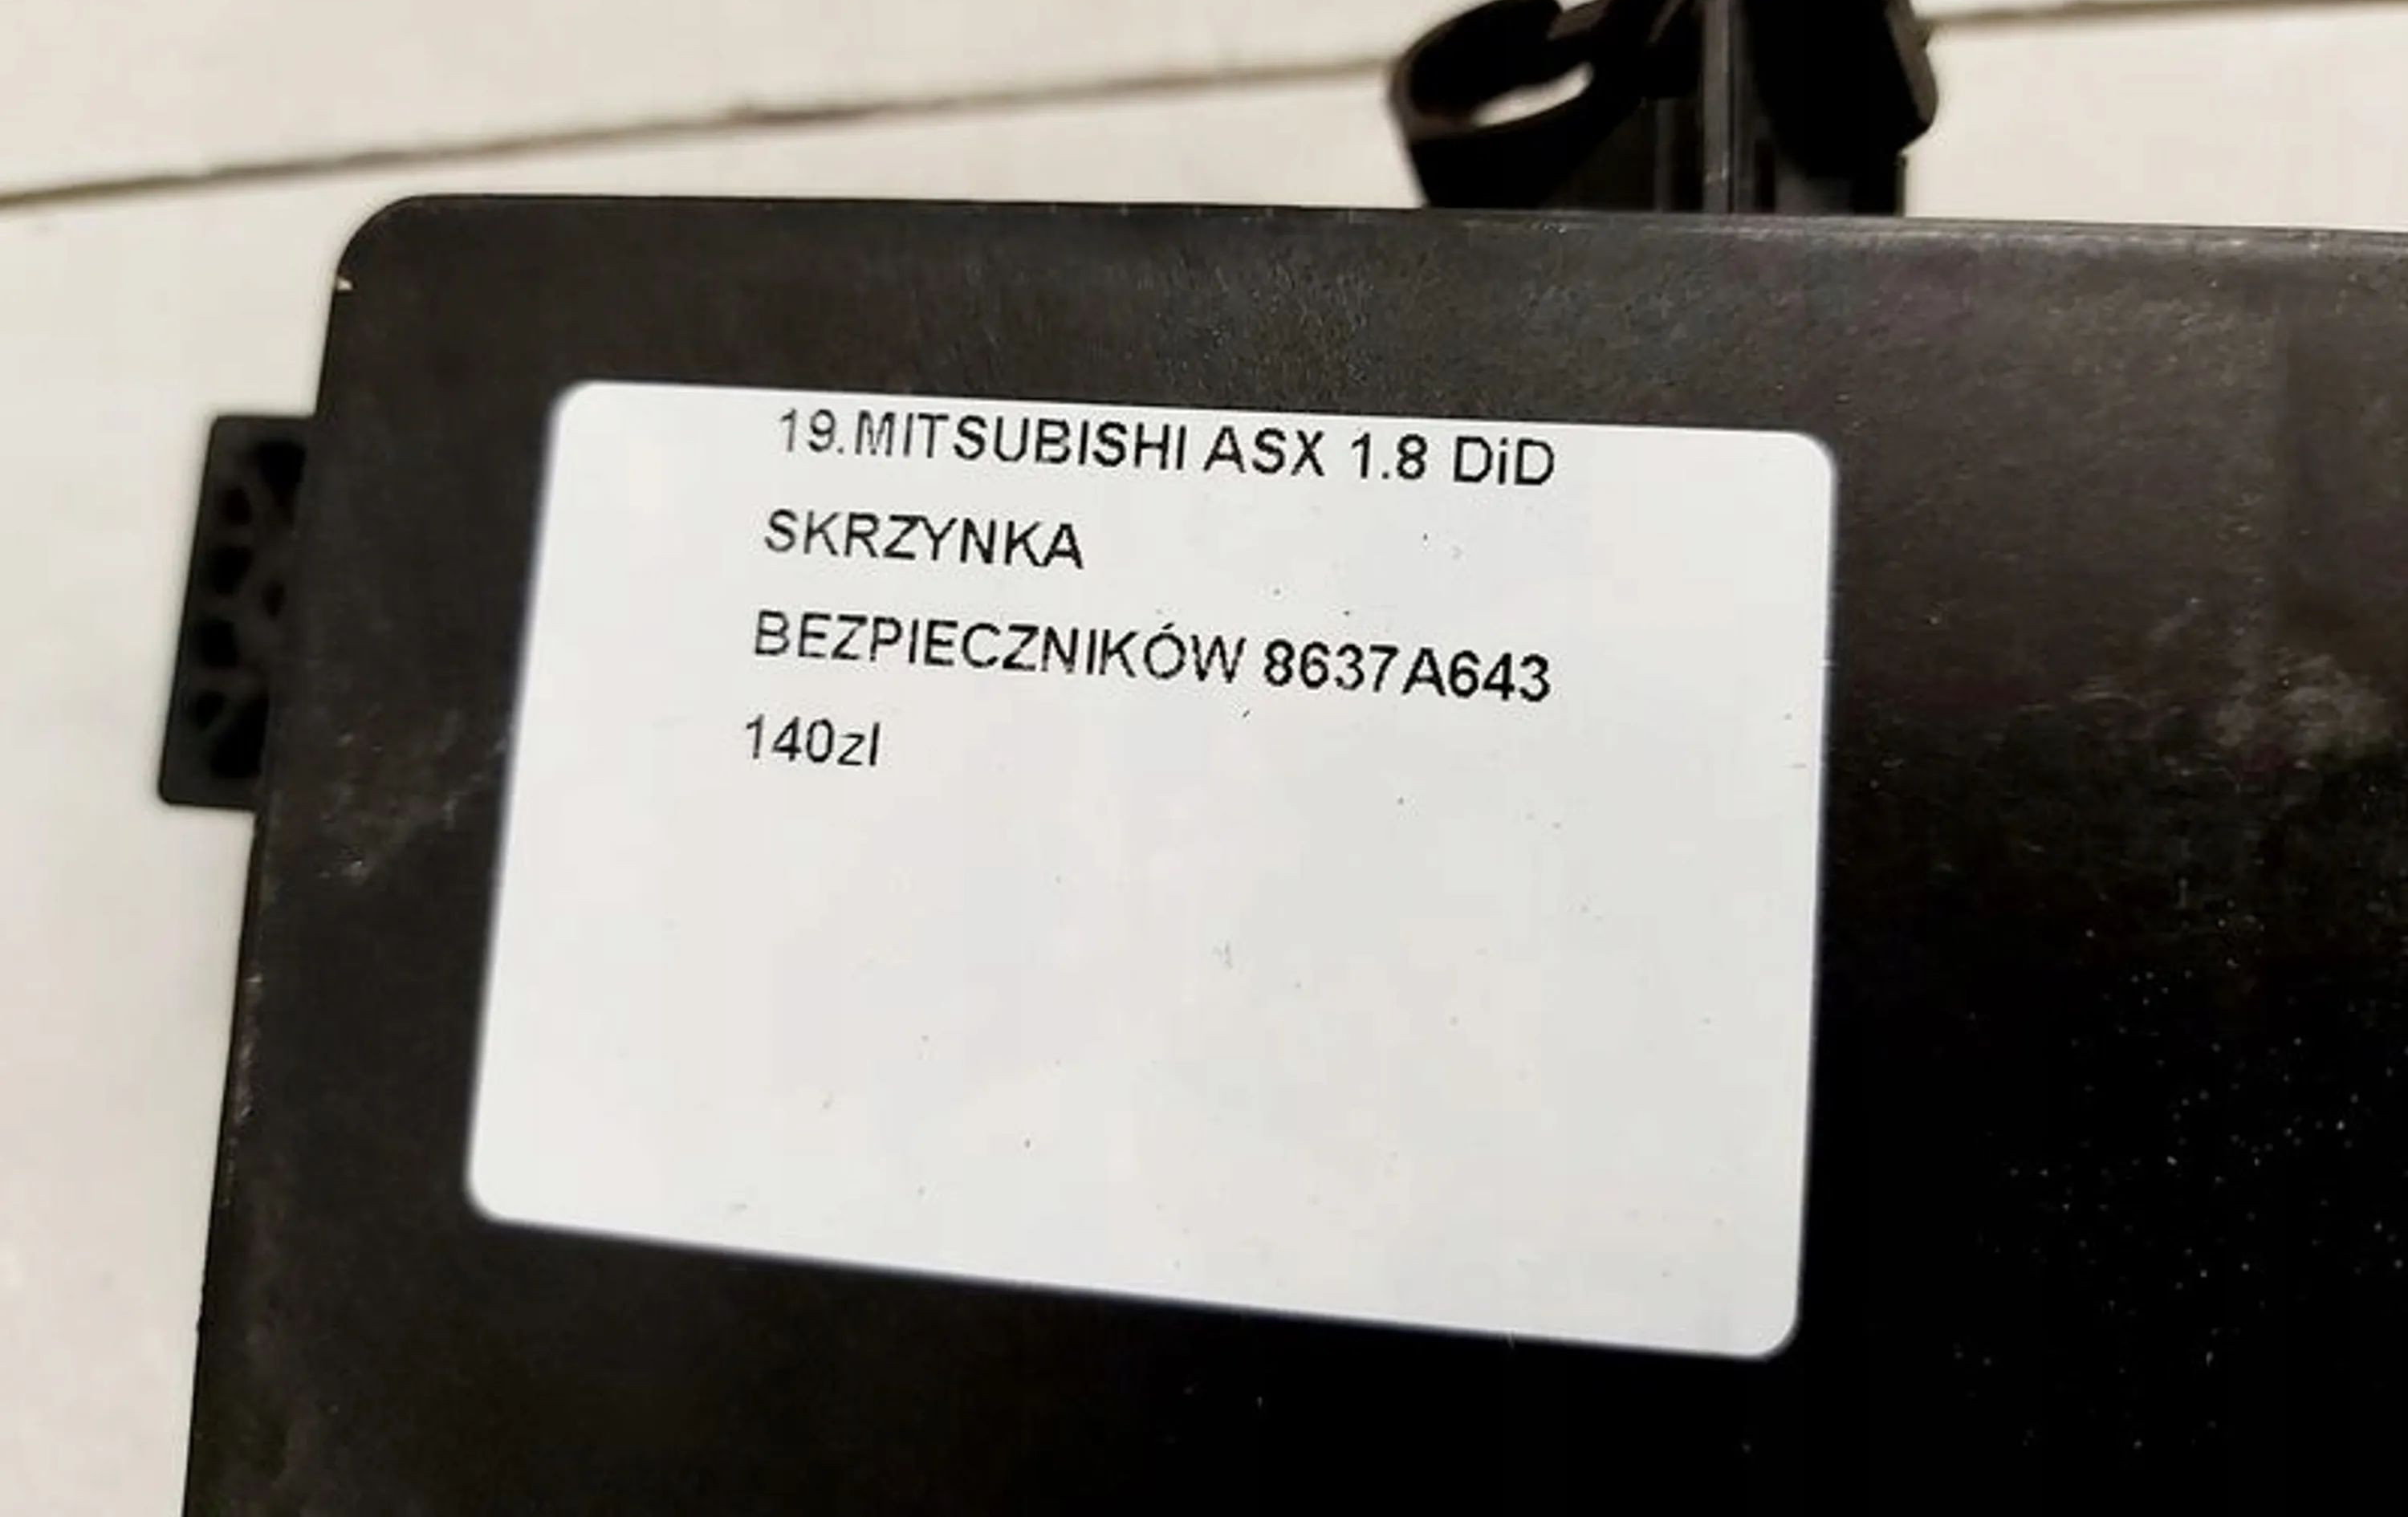 19.MITSUBISHI ASX 1.8 DiD
SKRZYNKA
BEZPIECZNIKÓW 8637A643
140zl